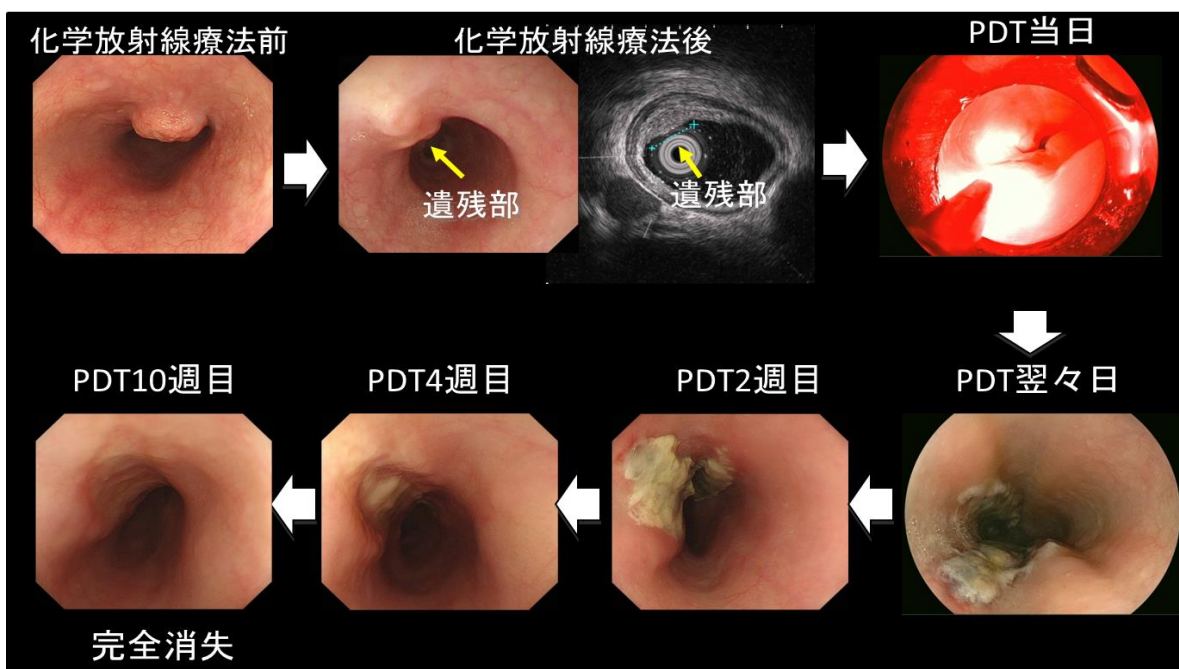 化学放射線療法前
化学放射線療法後
PDT当日
遺残部
遺残部
PDT翌々日
PDT2週目
PDT4週目
PDT10週目
完全消失